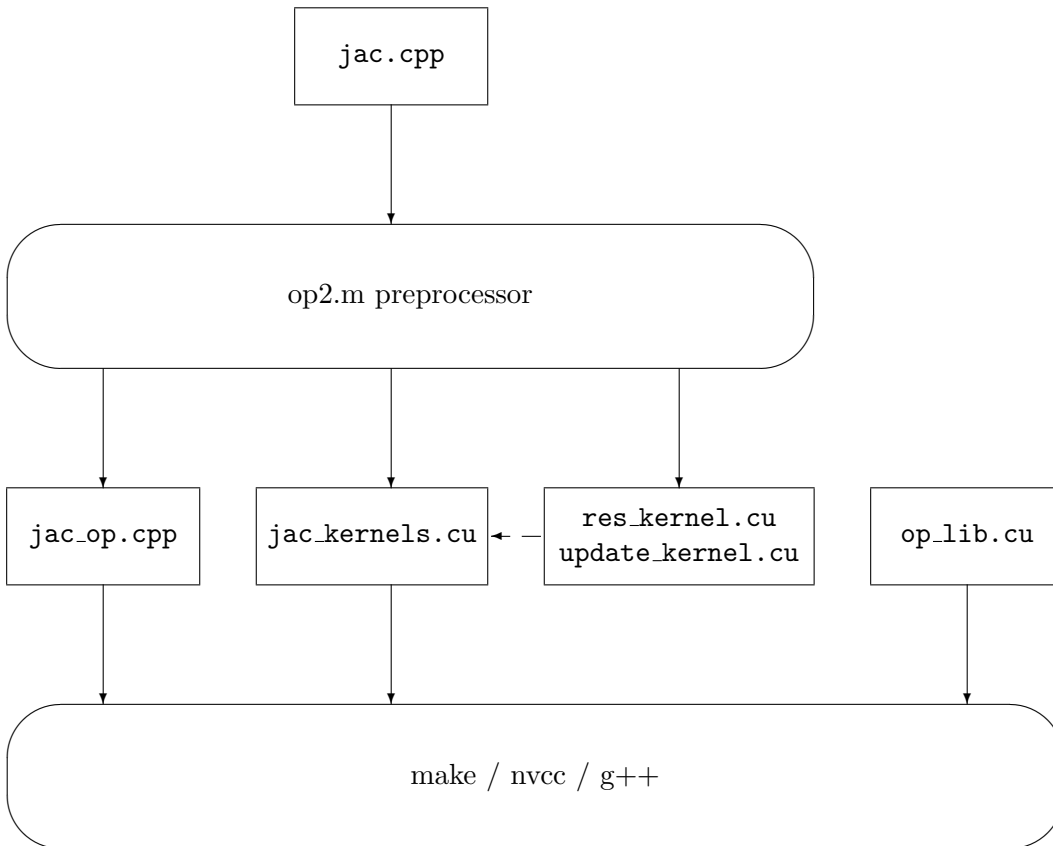 jac.cpp
op2.m preprocessor
jac_op.cpp
jac_kernels.cu
res_kernel.cu
update_kernel.cu
op_lib.cu
make / nvcc / g++